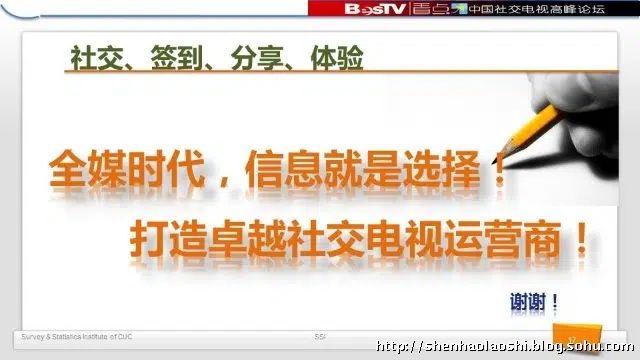 BesTV 看点 中国社交电视高峰论坛
社交、签到、分享、体验
全媒时代，信息就是选择！
打造卓越社交电视运营商！
谢谢！
Survey & Statistics Institute of CUC
SSI
http://shenhaolaoshi.blog.sohu.com